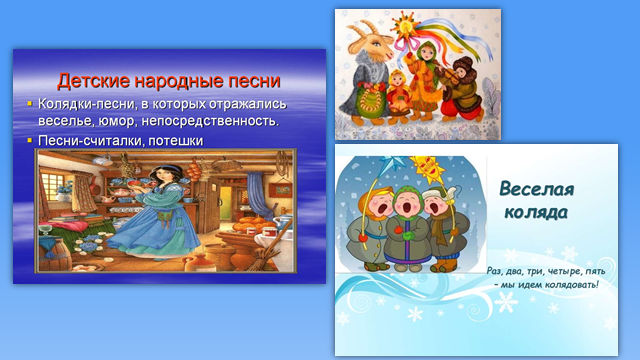 Детские народные песни
Колядки-песни, в которых отражались
веселье, юмор, непосредственность.
Песни-считалки, потешки
Веселая
коляда
Раз, два, три, четыре, пять
- мы идем колядовать!